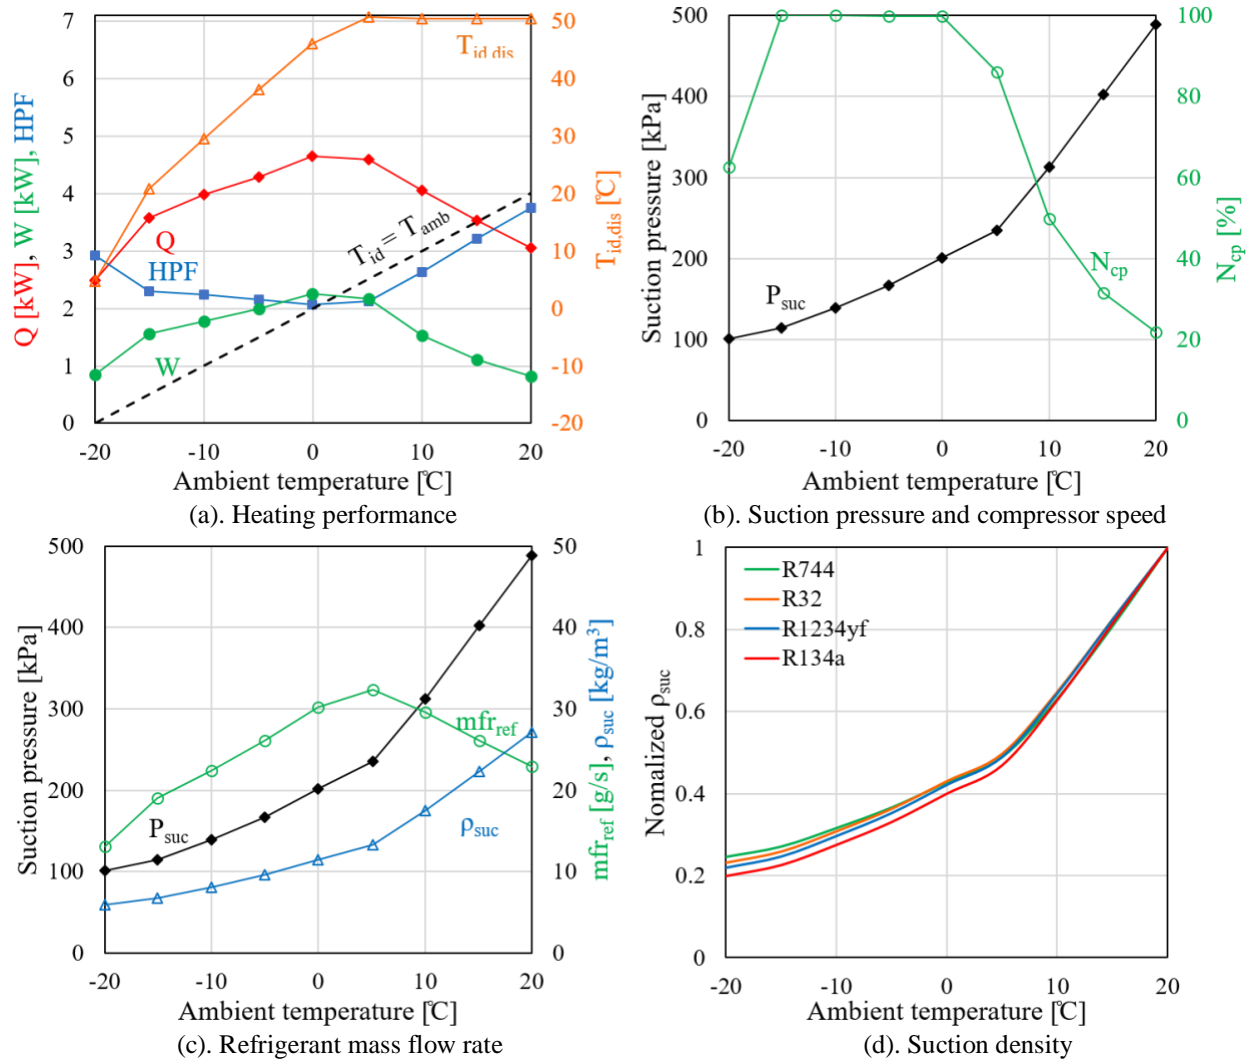 7
6
5
4
3
2
1
0
Q [kW], W [kW], HPF
50
40
30
20
10
0
-10
-20
T_id,dis [℃]
T_id dis
Q
HPF
W
T_id = T_amb
-20 -10 0 10 20
Ambient temperature [℃]
(a). Heating performance
500
400
300
200
100
0
Suction pressure [kPa]
100
80
60
40
20
0
N_cp [%]
P_suc
N_cp
-20 -10 0 10 20
Ambient temperature [℃]
(b). Suction pressure and compressor speed
500
400
300
200
100
0
Suction pressure [kPa]
50
40
30
20
10
0
mfr_ref [g/s], ρ_suc [kg/m³]
mfr_ref
P_suc
ρ_suc
-20 -10 0 10 20
Ambient temperature [℃]
(c). Refrigerant mass flow rate
1
0.8
0.6
0.4
0.2
0
Nomalized ρ_suc
R744
R32
R1234yf
R134a
-20 -10 0 10 20
Ambient temperature [℃]
(d). Suction density